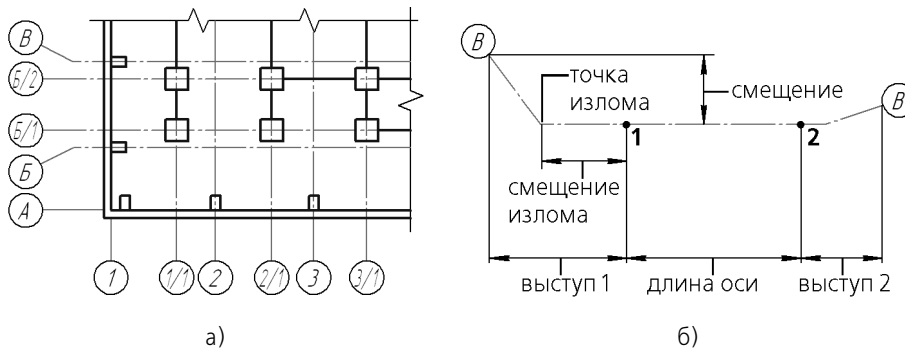 В
Б/2
Б/1
Б
А
1
1/1
2
2/1
3
3/1
а)
В
точка
излома
смещение
В
1
2
смещение
излома
выступ 1
длина оси
выступ 2
б)